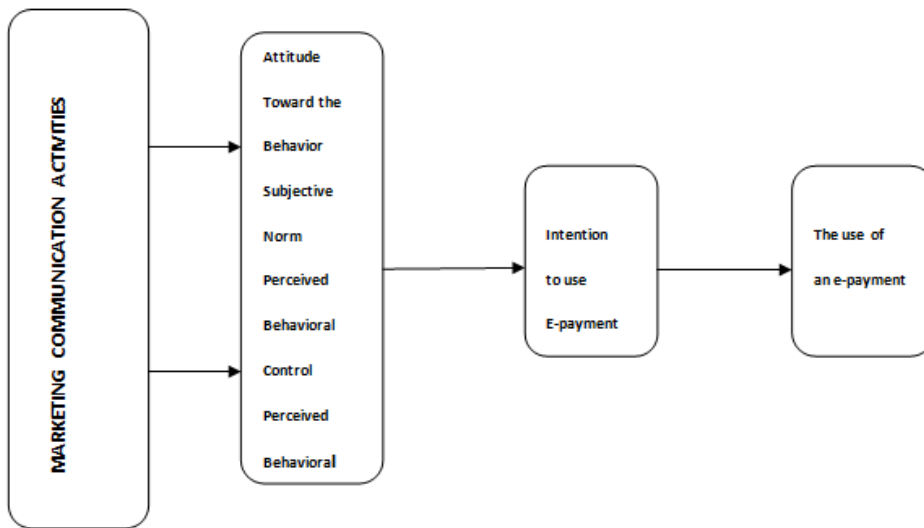 MARKETING COMMUNICATION ACTIVITIES
Attitude
Toward the
Behavior
Subjective
Norm
Perceived
Behavioral
Control
Perceived
Behavioral
Intention
to use
E-payment
The use of
an e-payment